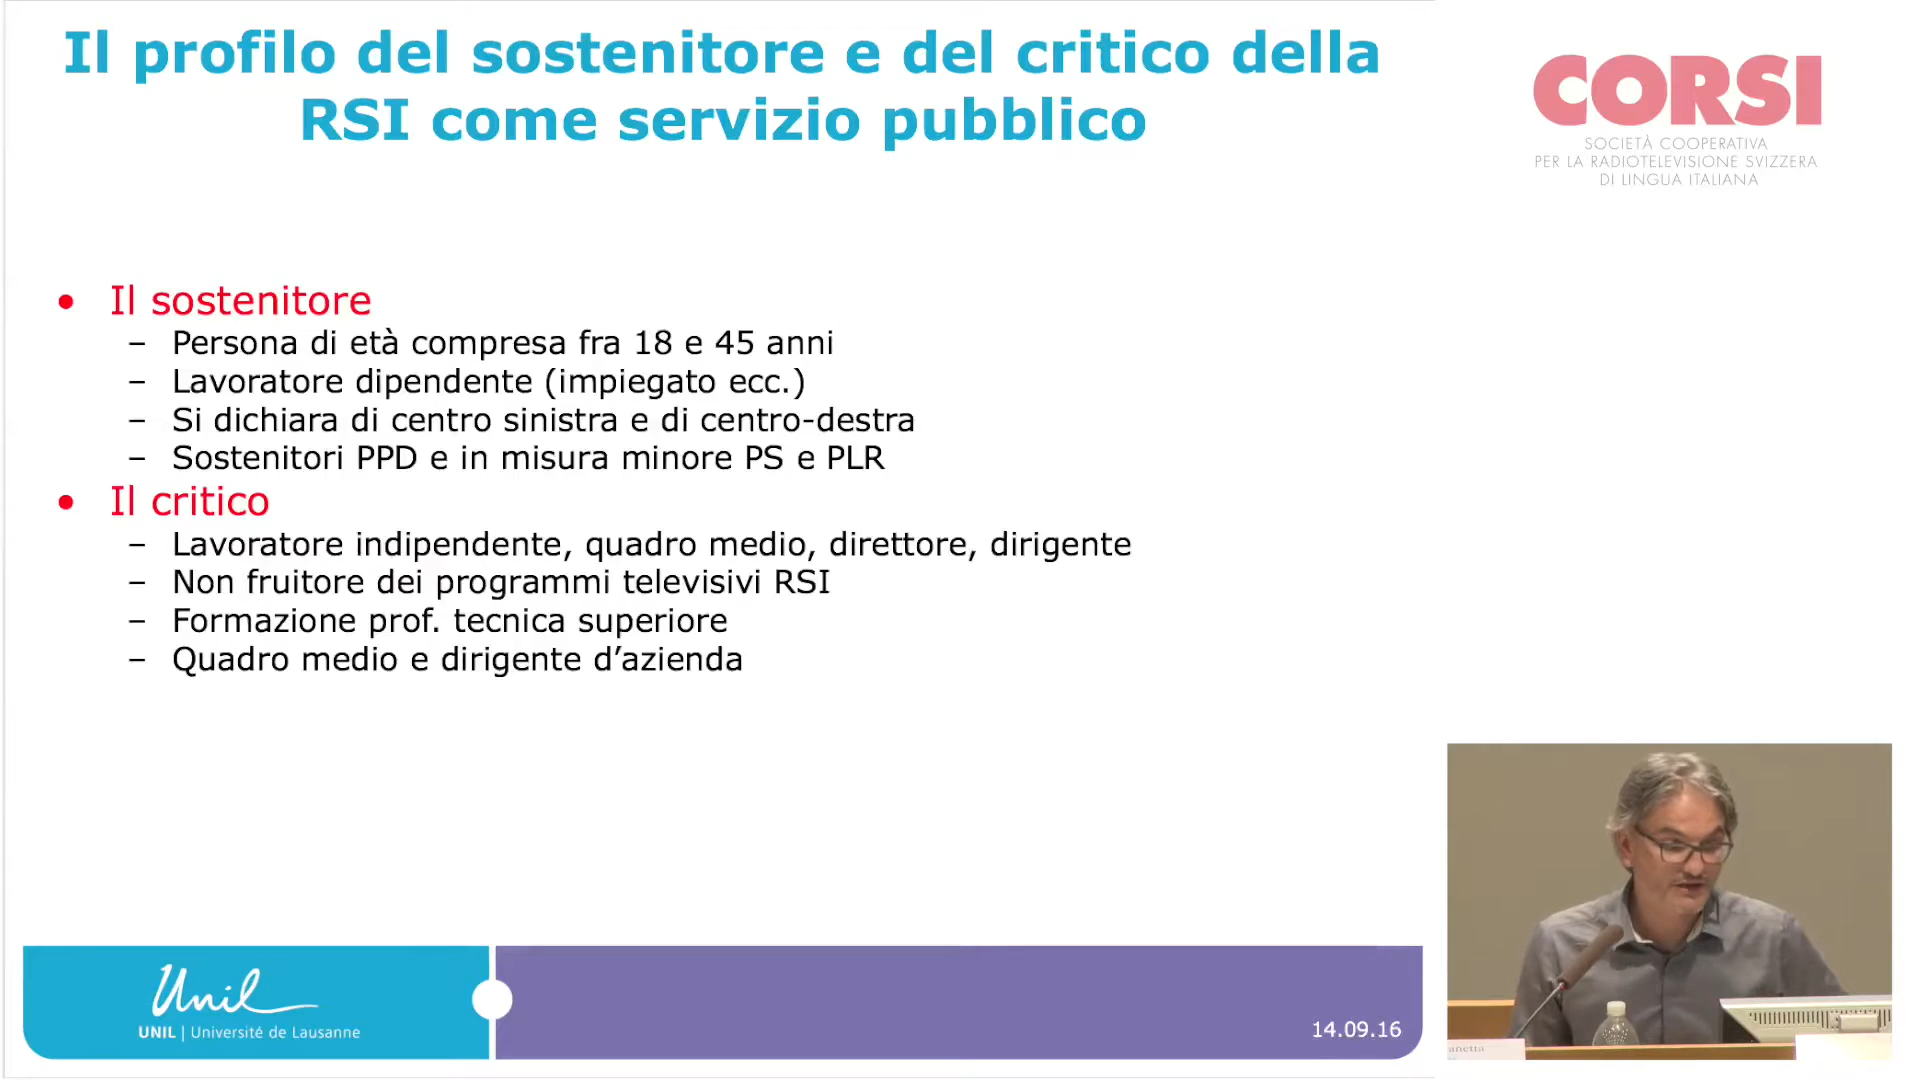 Il profilo del sostenitore e del critico della
RSI come servizio pubblico
CORSI
SOCIETÀ COOPERATIVA
PER LA RADIOTELEVISIONE SVIZZERA
DI LINGUA ITALIANA
• Il sostenitore
– Persona di età compresa fra 18 e 45 anni
– Lavoratore dipendente (impiegato ecc.)
– Si dichiara di centro sinistra e di centro-destra
– Sostenitori PPD e in misura minore PS e PLR
• Il critico
– Lavoratore indipendente, quadro medio, direttore, dirigente
– Non fruitore dei programmi televisivi RSI
– Formazione prof. tecnica superiore
– Quadro medio e dirigente d’azienda
Unil
UNIL | Université de Lausanne
14.09.16